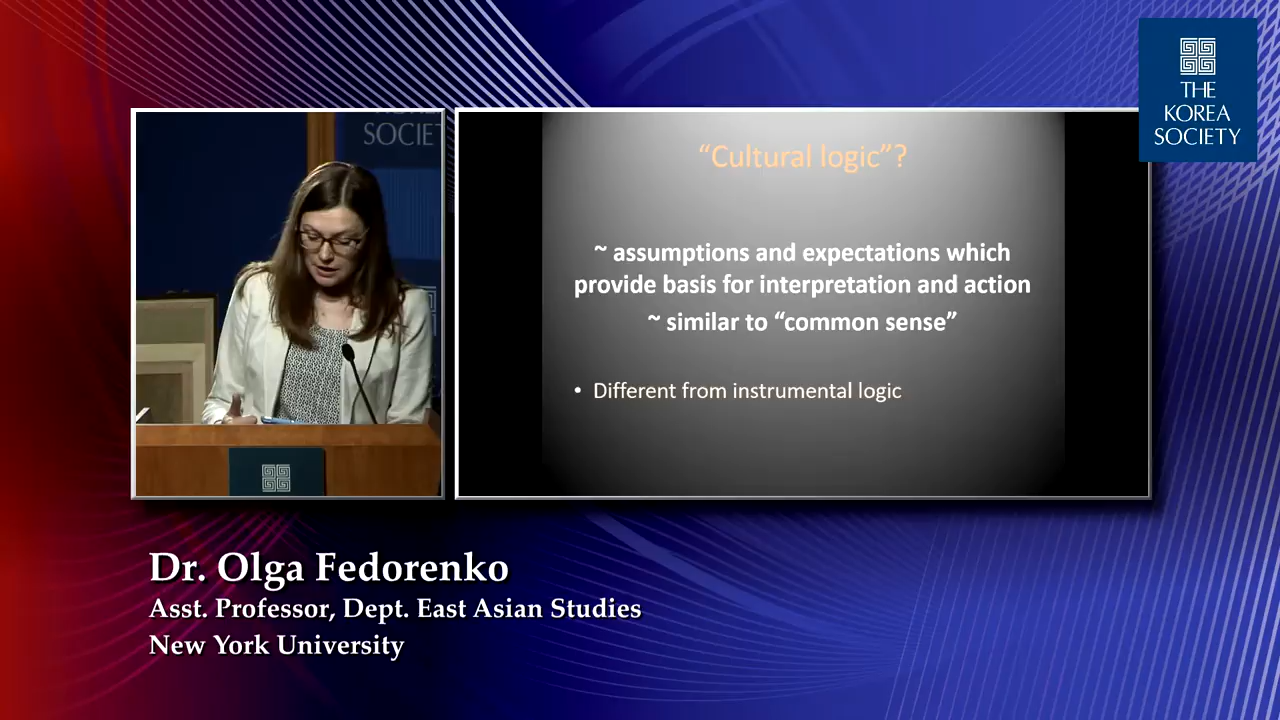 THE
KOREA
SOCIETY
SOCIET
"Cultural logic"?
~ assumptions and expectations which
provide basis for interpretation and action
~ similar to "common sense"
• Different from instrumental logic
Dr. Olga Fedorenko
Asst. Professor, Dept. East Asian Studies
New York University